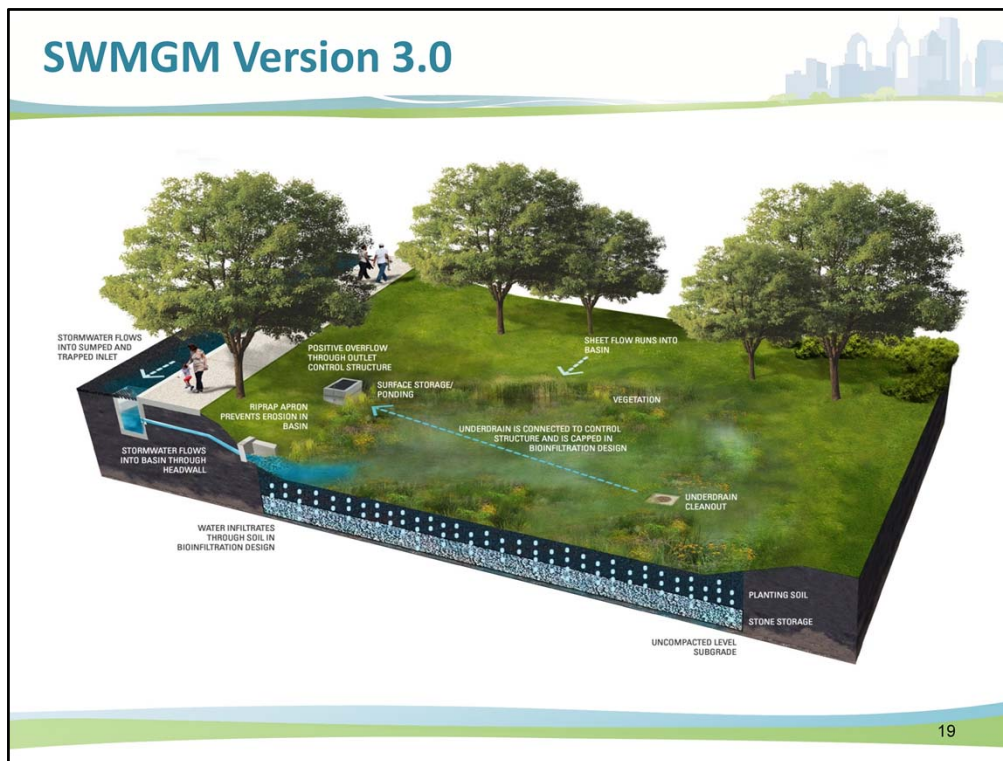 SWMGM Version 3.0
STORMWATER FLOWS
INTO SUMPED AND
TRAPPED INLET
POSITIVE OVERFLOW
THROUGH OUTLET
CONTROL STRUCTURE
SHEET FLOW RUNS INTO
BASIN
SURFACE STORAGE/
PONDING
RIPRAP APRON
PREVENTS EROSION IN
BASIN
VEGETATION
UNDERDRAIN IS CONNECTED TO CONTROL
STRUCTURE AND IS CAPPED IN
BIOINFILTRATION DESIGN
STORMWATER FLOWS
INTO BASIN THROUGH
HEADWALL
UNDERDRAIN
CLEANOUT
WATER INFILTRATES
THROUGH SOIL IN
BIOINFILTRATION DESIGN
PLANTING SOIL
STONE STORAGE
UNCOMPACTED LEVEL
SUBGRADE
19